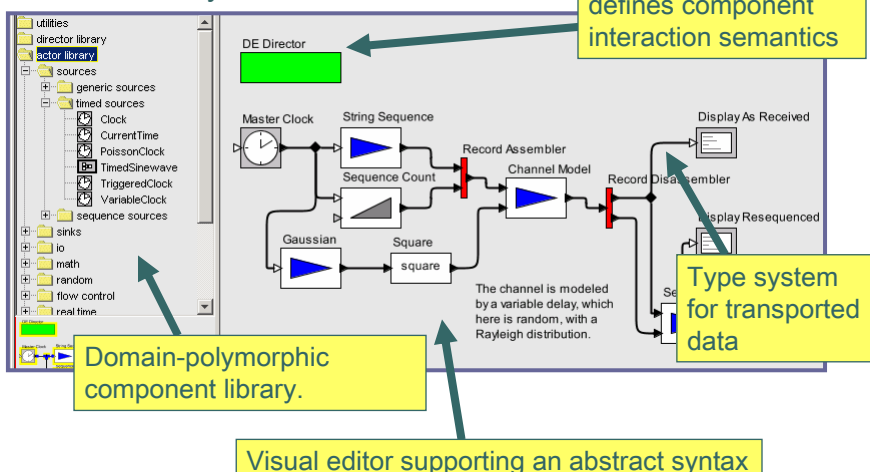 defines component
interaction semantics
utilities
director library
actor library
sources
generic sources
timed sources
Clock
CurrentTime
PoissonClock
TimedSinewave
TriggeredClock
VariableClock
sequence sources
sinks
io
math
random
flow control
real time
DE Director
Master Clock
String Sequence
Record Assembler
Sequence Count
Channel Model
Record Disassembler
Display As Received
Display Resequenced
Gaussian
Square
square
The channel is modeled
by a variable delay, which
here is random, with a
Rayleigh distribution.
Se
Type system
for transported
data
Domain-polymorphic
component library.
Visual editor supporting an abstract syntax